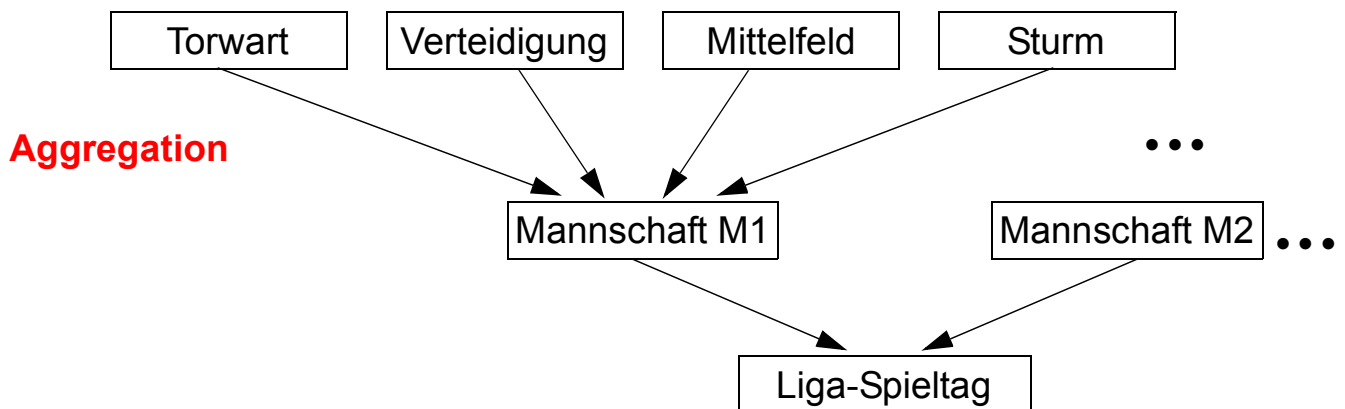 Torwart Verteidigung Mittelfeld Sturm
Aggregation
...
Mannschaft M1 Mannschaft M2 ...
Liga-Spieltag